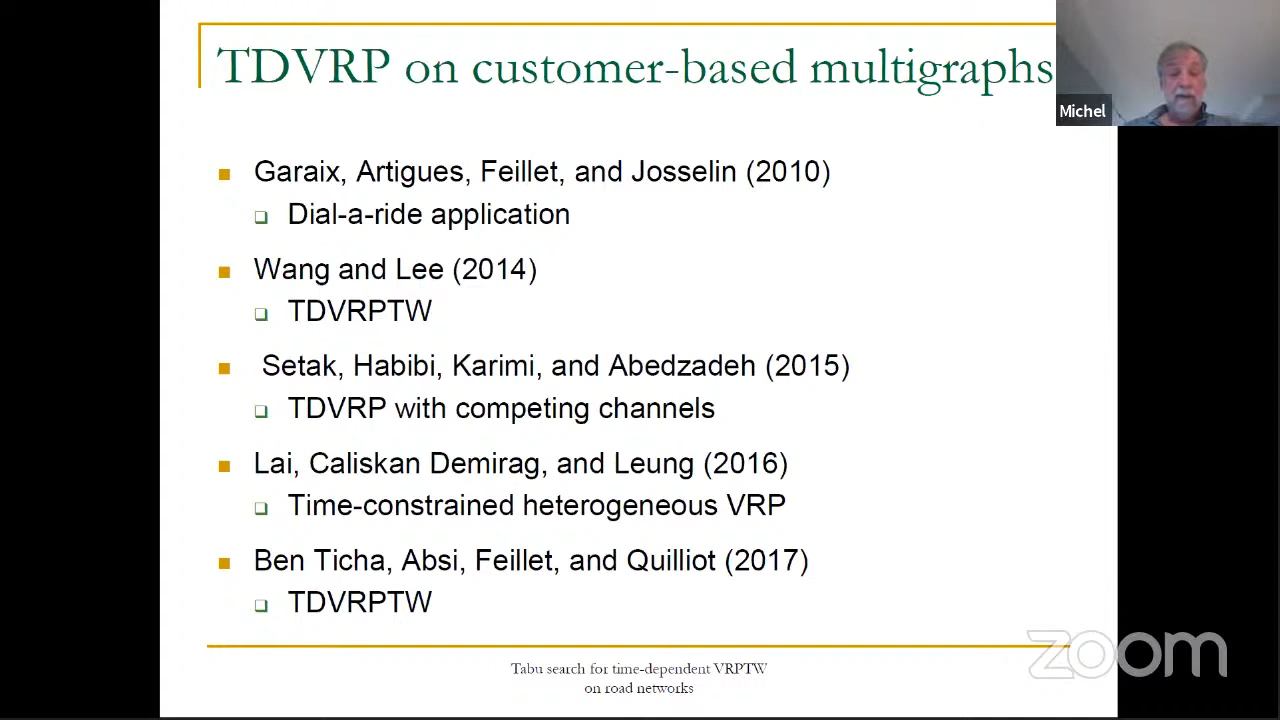 TDVRP on customer-based multigraphs
Michel
Garaix, Artigues, Feillet, and Josselin (2010)
Dial-a-ride application
Wang and Lee (2014)
TDVRPTW
Setak, Habibi, Karimi, and Abedzadeh (2015)
TDVRP with competing channels
Lai, Caliskan Demirag, and Leung (2016)
Time-constrained heterogeneous VRP
Ben Ticha, Absi, Feillet, and Quilliot (2017)
TDVRPTW
zoom
Tabu search for time-dependent VRPTW
on road networks